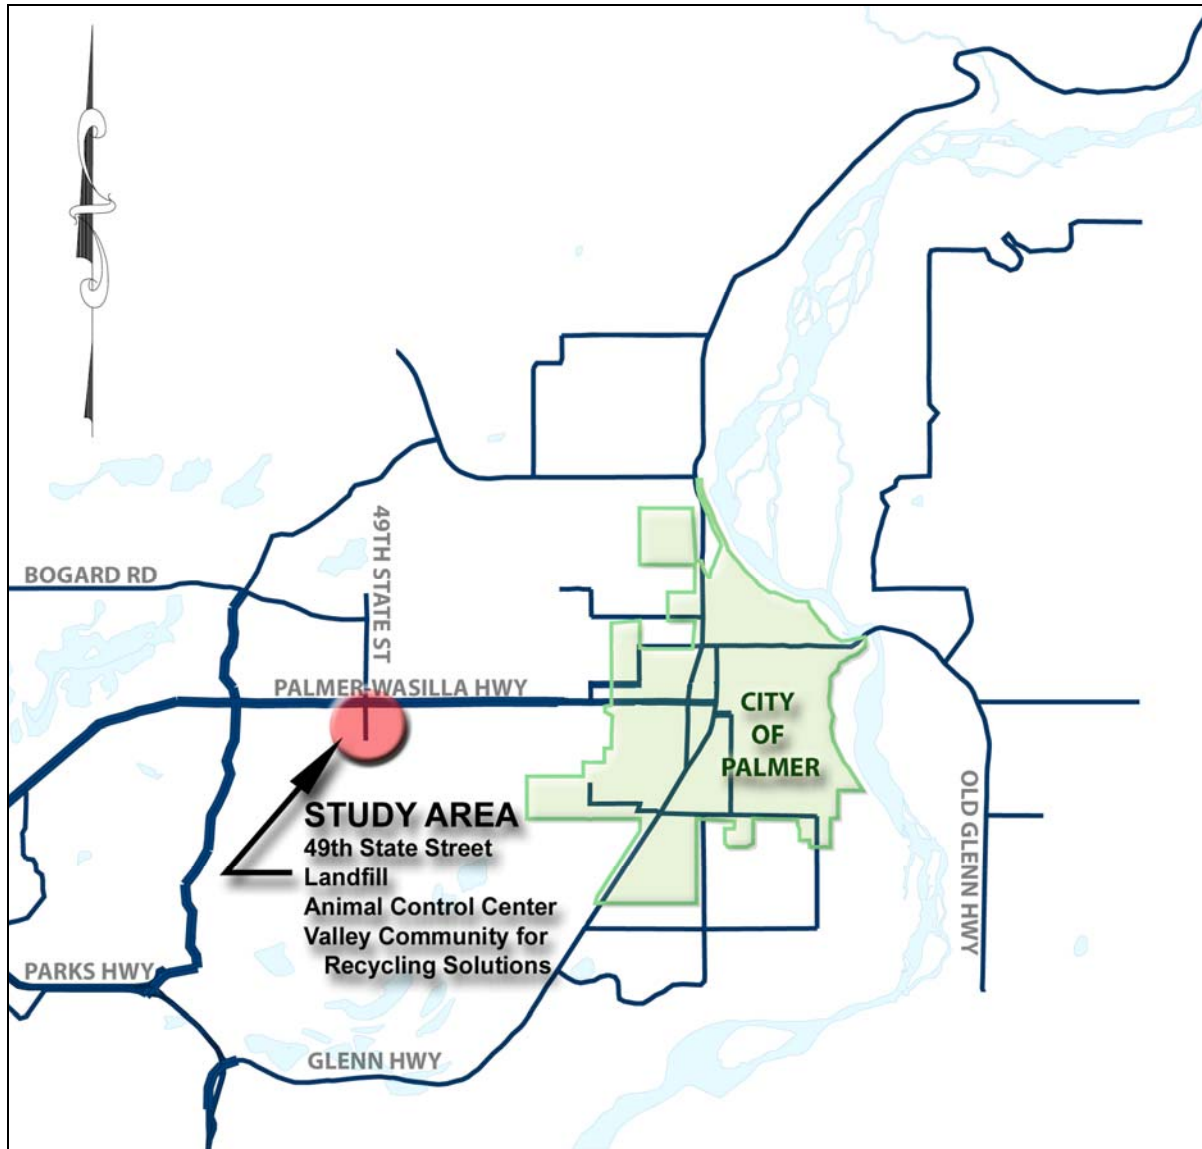 49TH STATE ST
BOGARD RD
PALMER-WASILLA HWY
CITY
OF
PALMER
STUDY AREA
49th State Street
Landfill
Animal Control Center
Valley Community for
Recycling Solutions
OLD GLENN HWY
PARKS HWY
GLENN HWY